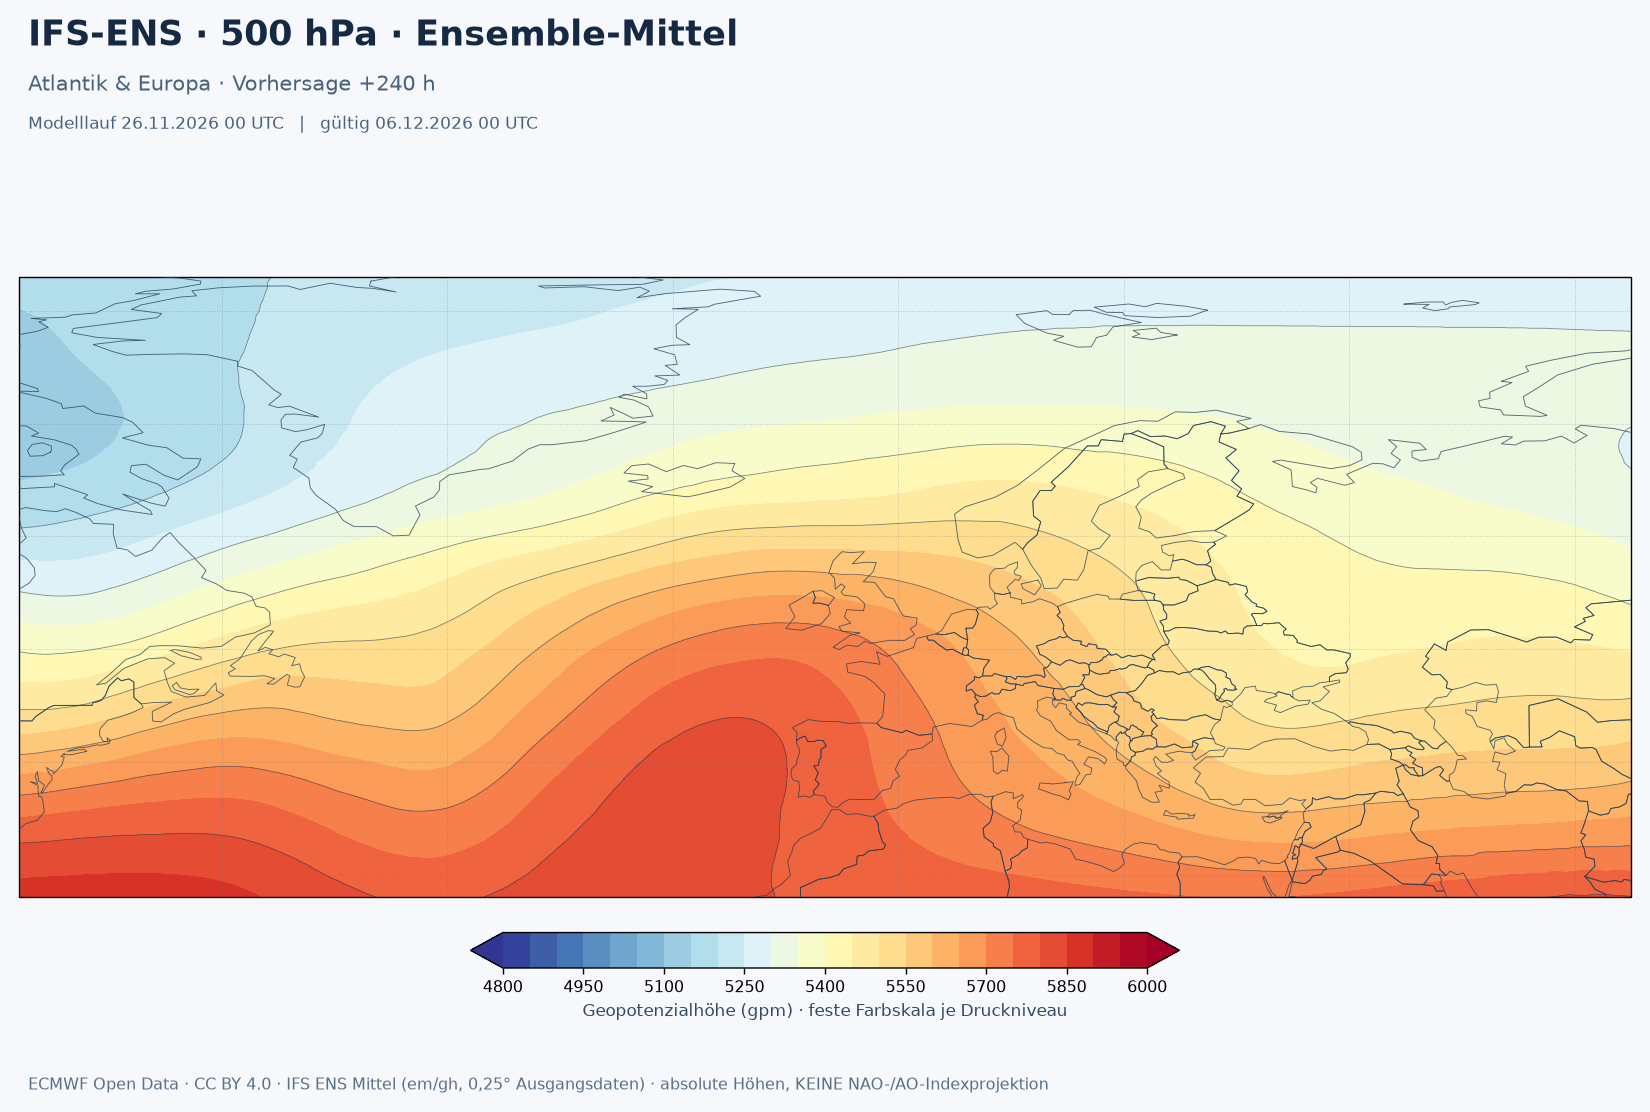 IFS-ENS · 500 hPa · Ensemble-Mittel
Atlantik & Europa · Vorhersage +240 h
Modelllauf 26.11.2026 00 UTC | gültig 06.12.2026 00 UTC
4800 4950 5100 5250 5400 5550 5700 5850 6000
Geopotenzialhöhe (gpm) · feste Farbskala je Druckniveau
ECMWF Open Data · CC BY 4.0 · IFS ENS Mittel (em/gh, 0,25° Ausgangsdaten) · absolute Höhen, KEINE NAO-/AO-Indexprojektion